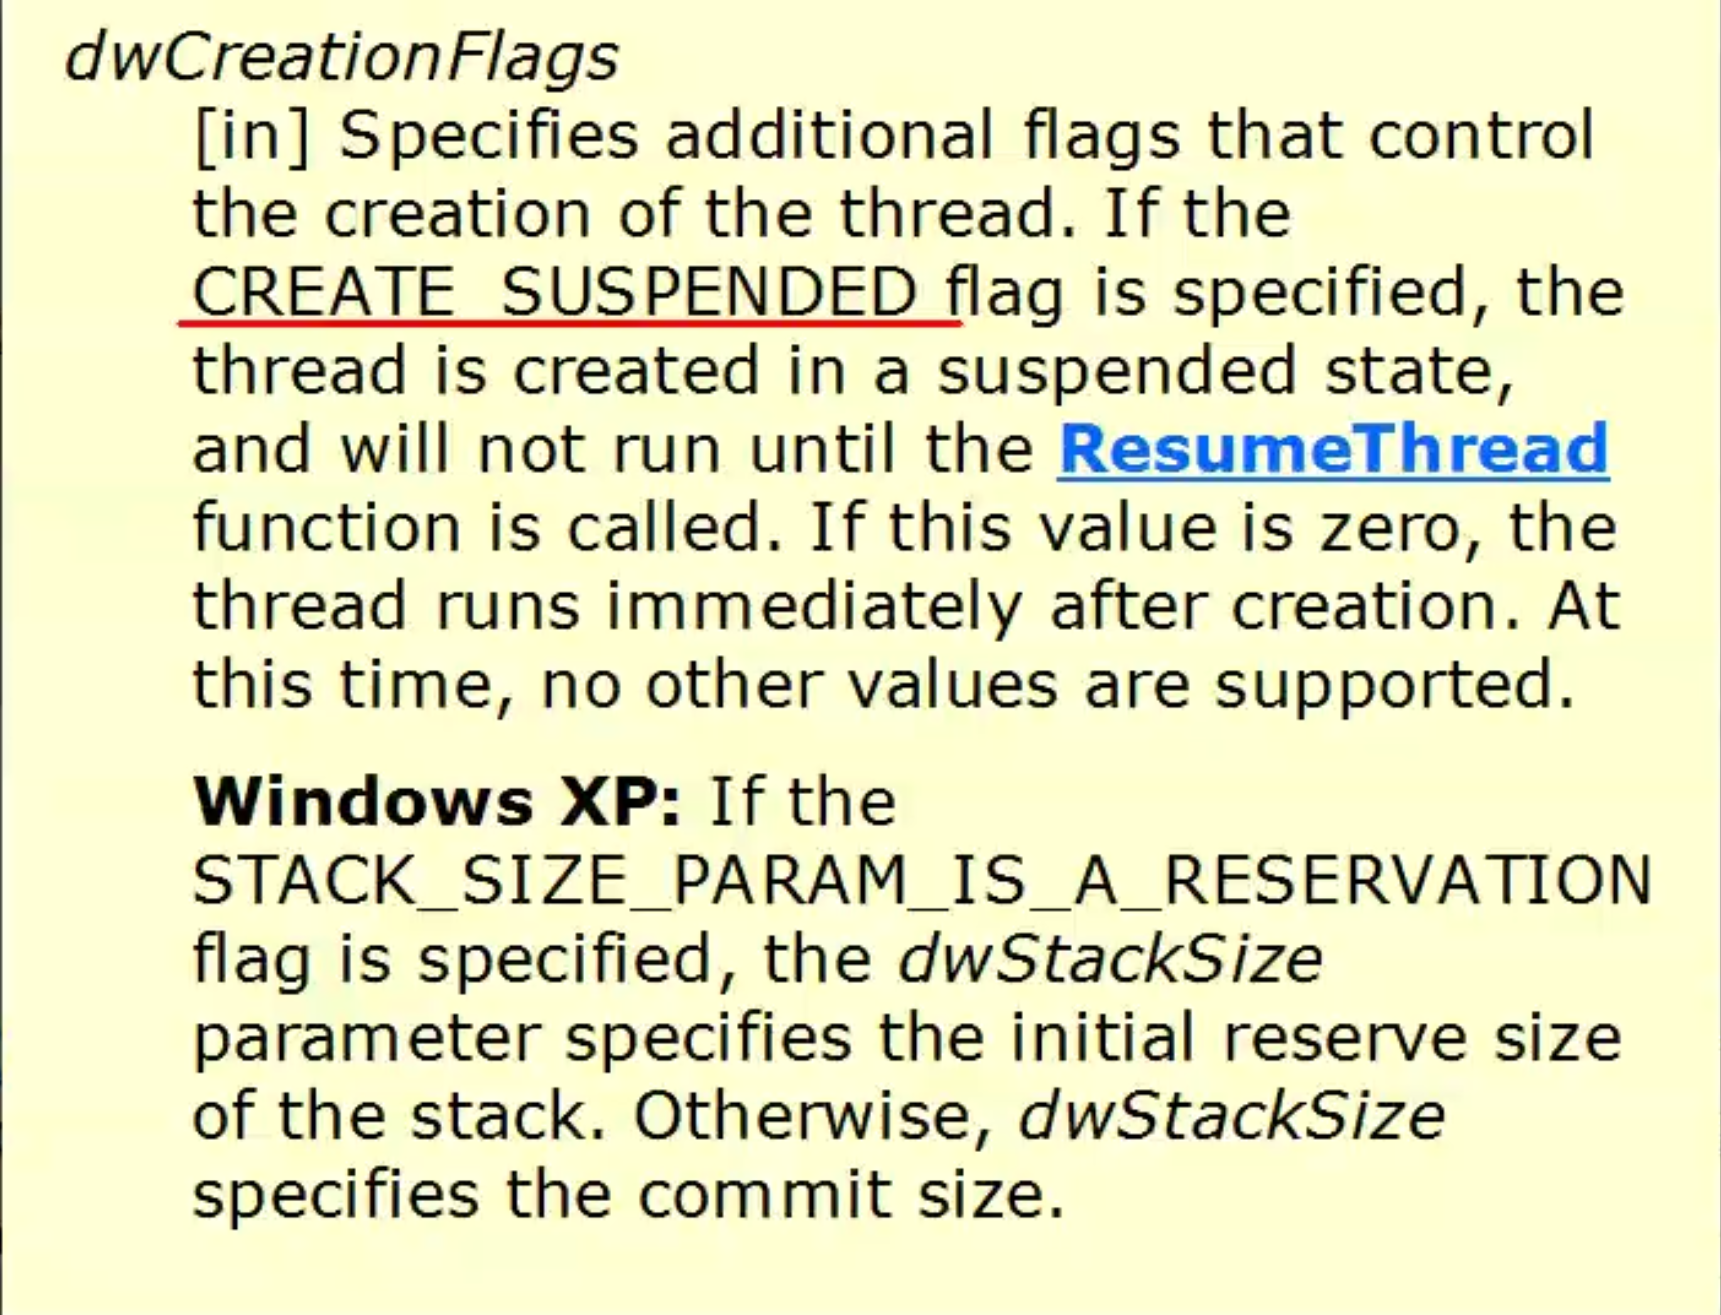 dwCreationFlags
[in] Specifies additional flags that control
the creation of the thread. If the
CREATE_SUSPENDED flag is specified, the
thread is created in a suspended state,
and will not run until the ResumeThread
function is called. If this value is zero, the
thread runs immediately after creation. At
this time, no other values are supported.
Windows XP: If the
STACK_SIZE_PARAM_IS_A_RESERVATION
flag is specified, the dwStackSize
parameter specifies the initial reserve size
of the stack. Otherwise, dwStackSize
specifies the commit size.